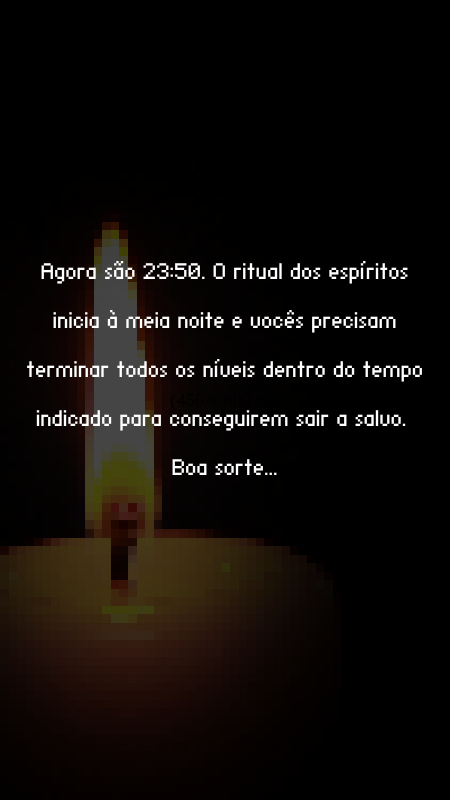 Agora são 23:50. O ritual dos espíritos
inicia à meia noite e vocês precisam
terminar todos os níveis dentro do tempo
indicado para conseguirem sair a salvo.
Boa sorte...